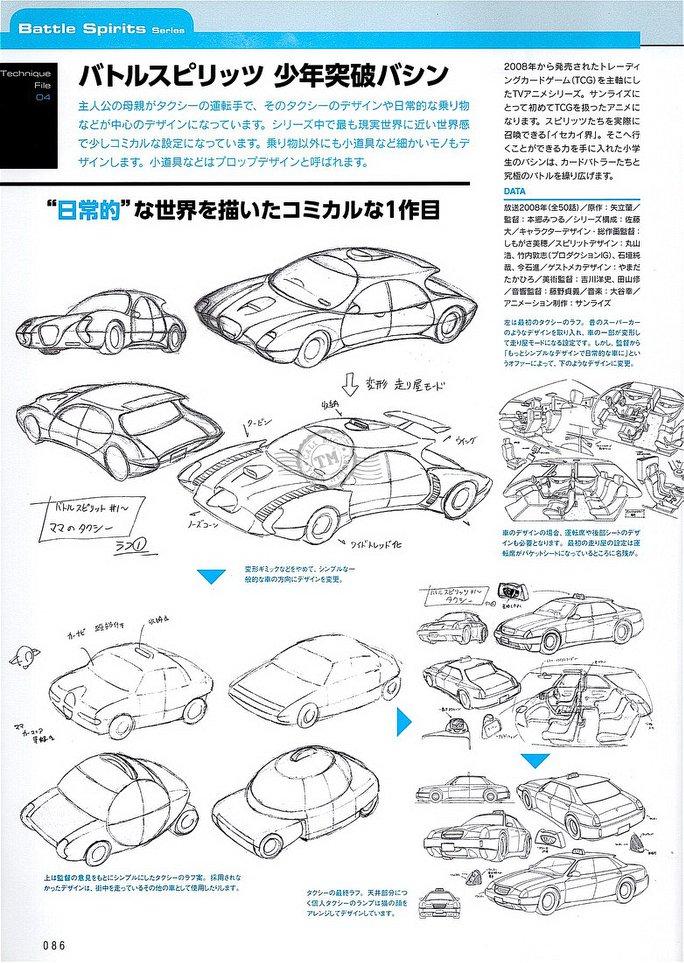 Battle Spirits Series
Technique
File
04
バトルスピリッツ 少年突破バシン
主人公の母親がタクシーの運転手で、そのタクシーのデザインや日常的な乗り物
などが中心のデザインになっています。シリーズ中で最も現実世界に近い世界感
で少しコミカルな設定になっています。乗り物以外にも小道具など細かいモノもデ
ザインします。小道具などはプロップデザインと呼ばれます。
2008年から発売されたトレーディ
ングカードゲーム(TCG)を主軸にし
たTVアニメシリーズ。サンライズに
とって初めてTCGを扱ったアニメに
なります。スピリッツたちを実際に
召喚できる「イセカイ界」。そこへ行
くことができる力を手に入れた小学
生のバシンは、カードバトラーたちと
究極のバトルを繰り広げます。
DATA
放送2008年(全50話)/原作:矢立肇/
監督:本郷みつる/シリーズ構成:佐藤
大/キャラクターデザイン・総作画監督:
しもがさ美穂/スピリットデザイン:丸山
浩、竹内敦志(プロダクションIG)、石垣純
哉、今石進/ゲストメカデザイン:やまだ
たかひろ/美術監督:吉川洋史、田山修
/音響監督:藤野貞義/音楽:大谷幸/
アニメーション制作:サンライズ
“日常的”な世界を描いたコミカルな1作目
左は最初のタクシーのラフ。昔のスーパーカー
のようなデザインを取り入れ、車の一部が変形し
て走り屋モードになる設定です。しかし、監督から
「もっとシンプルなデザインで日常的な車に」とい
うオファーによって、下のようなデザインに変更。
変形 走り屋モード
収納
ウイング
ノーズコーン
ワイドトレッド化
バトルスピリット #1～
ママのタクシー
ラフ①
TM
車のデザインの場合、運転席や後部シートのデザ
インも必要となります。最初の走り屋の設定は運
転席がバケットシートになっているところに名残が。
変形ギミックなどをやめて、シンプルな一
般的な車の方向にデザインを変更。
バトルスピリッツ #1～
タクシー
カーナビ
収納
ママ
上は監督の意見をもとにシンプルにしたタクシーのラフ案。採用されな
かったデザインは、街中を走っているその他の車として使用したりします。
タクシーの最終ラフ。天井部分につ
く個人タクシーのランプは猫の顔を
アレンジしてデザインしています。
086